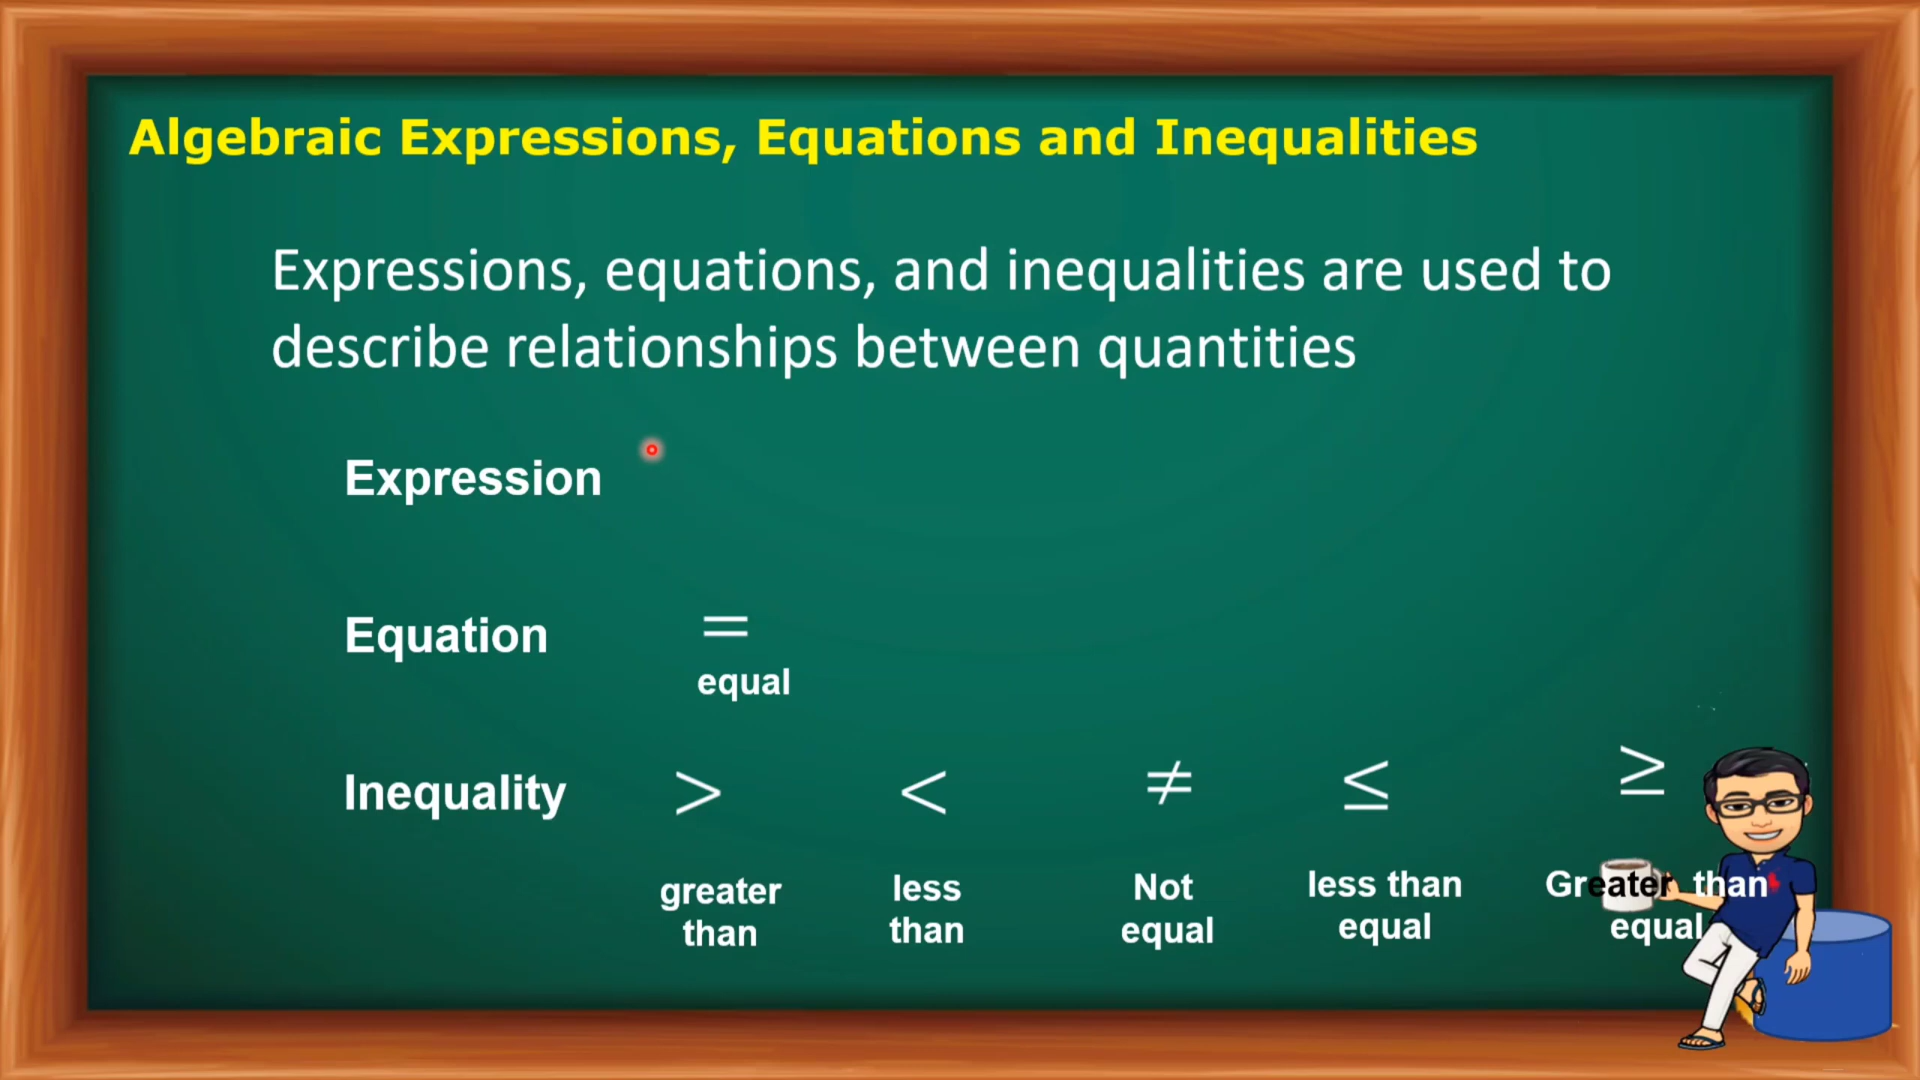 Algebraic Expressions, Equations and Inequalities
Expressions, equations, and inequalities are used to
describe relationships between quantities
Expression
Equation =
equal
Inequality > < ≠ ≤ ≥
greater less Not less than Greater than
than than equal equal equal